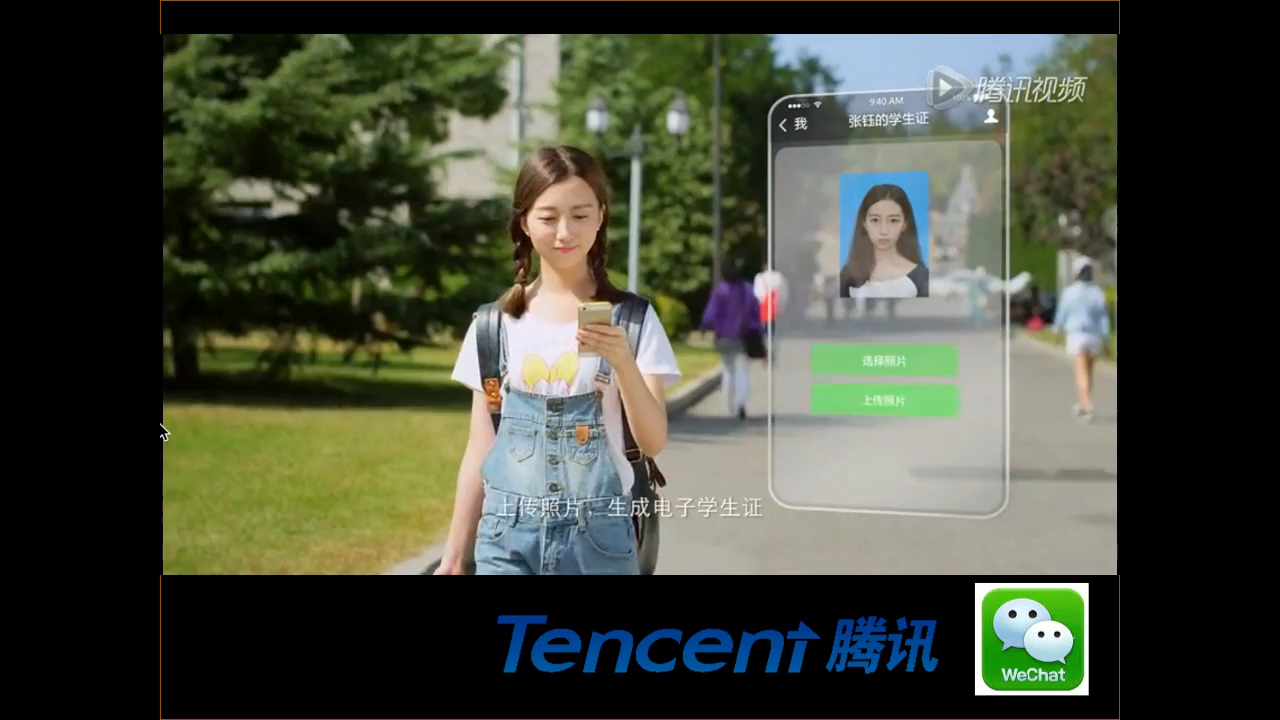 腾讯视频
9:40 AM
我
张钰的学生证
选择照片
上传照片
上传照片，生成电子学生证
Tencent 腾讯
WeChat